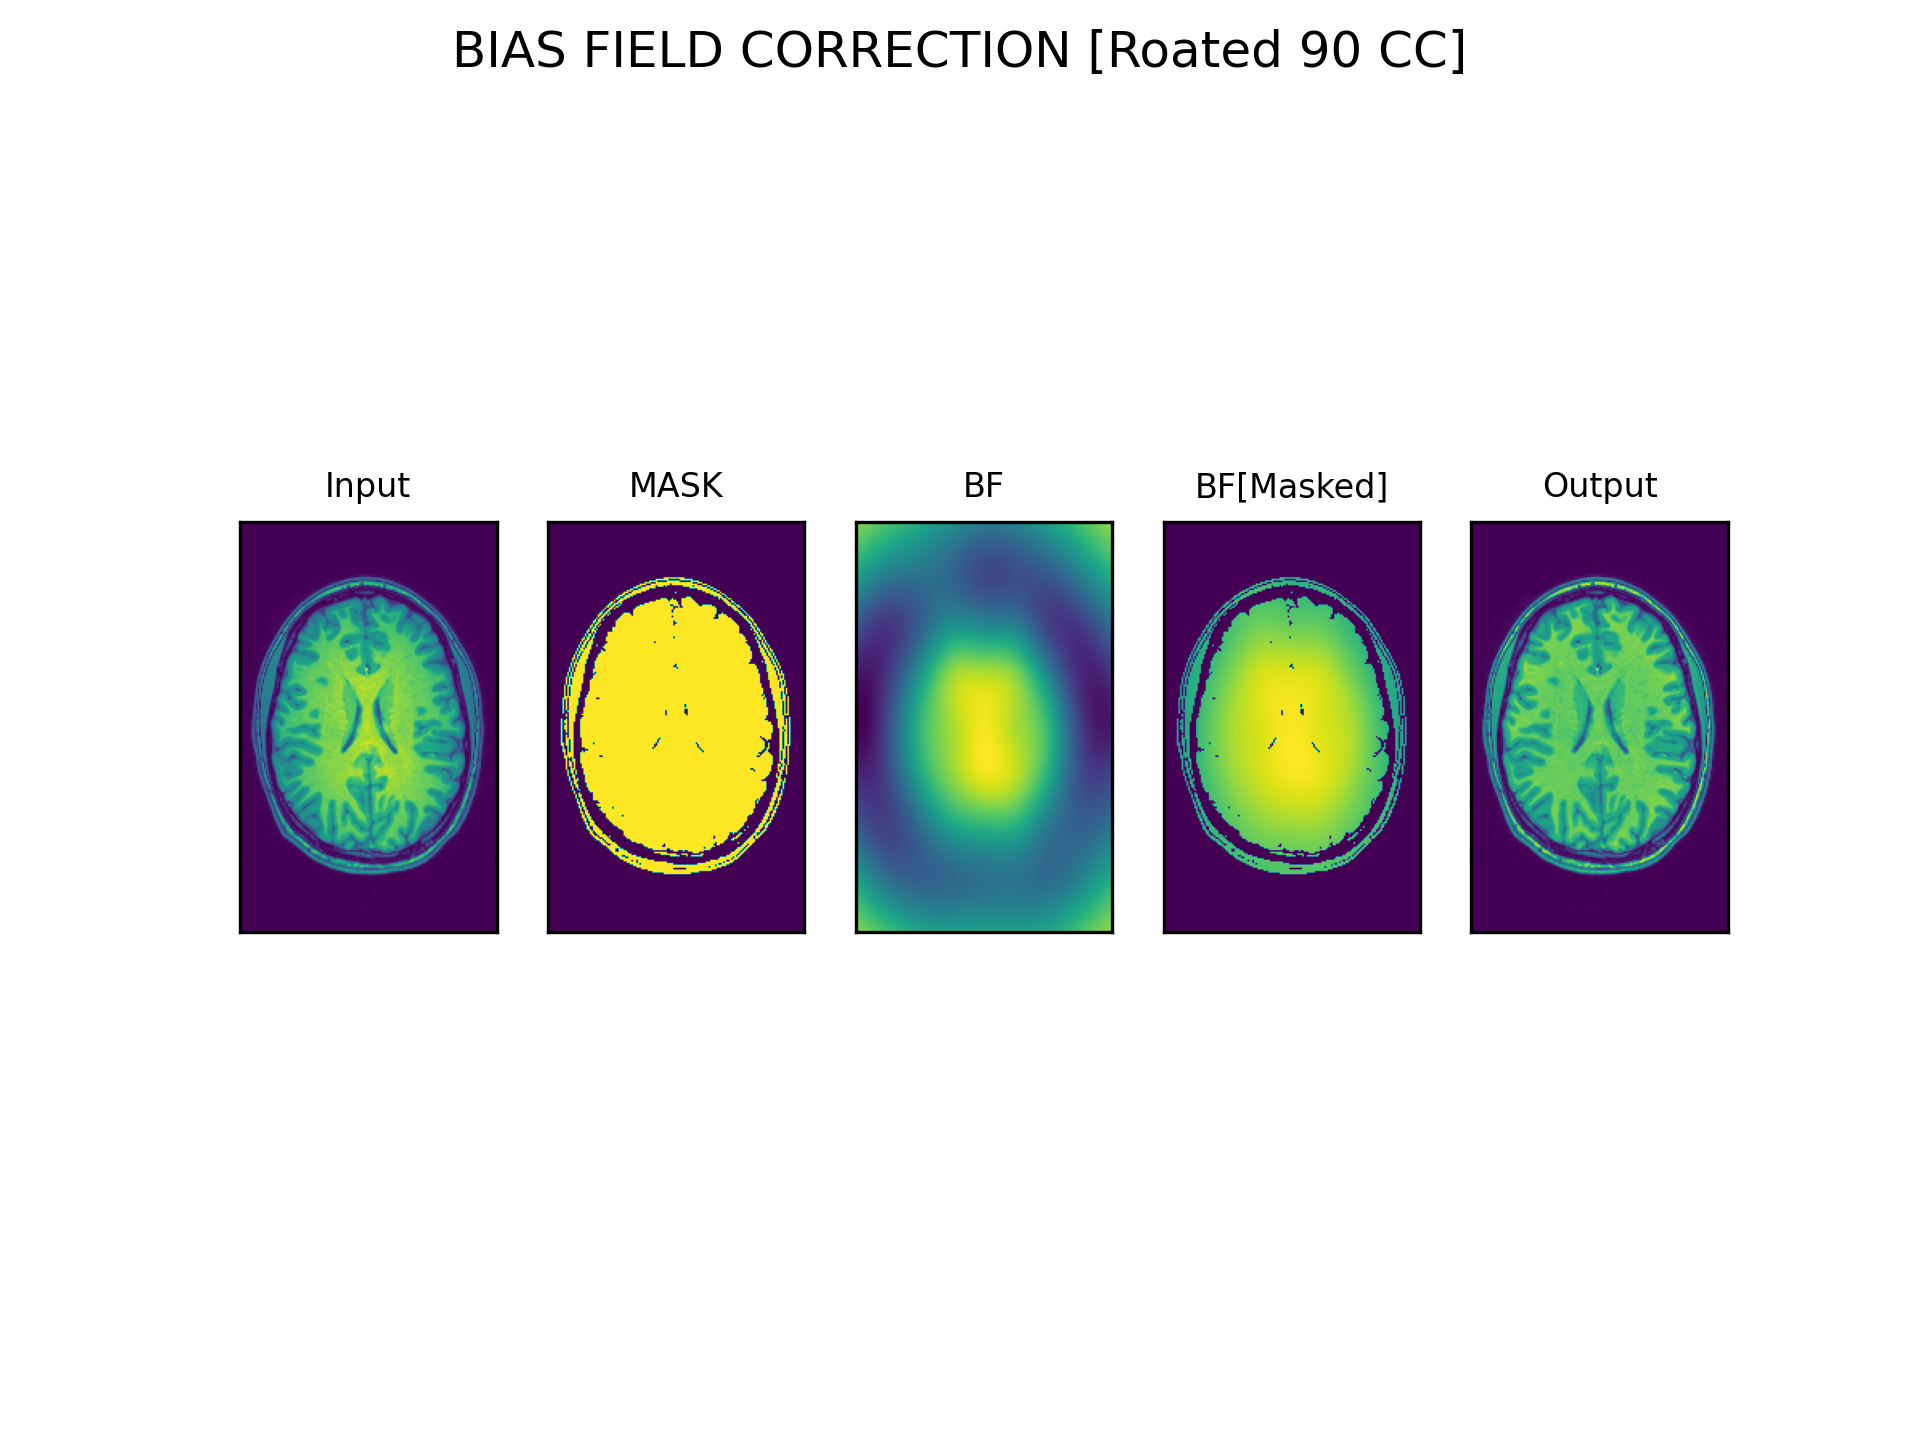 BIAS FIELD CORRECTION [Roated 90 CC]
Input
MASK
BF
BF[Masked]
Output